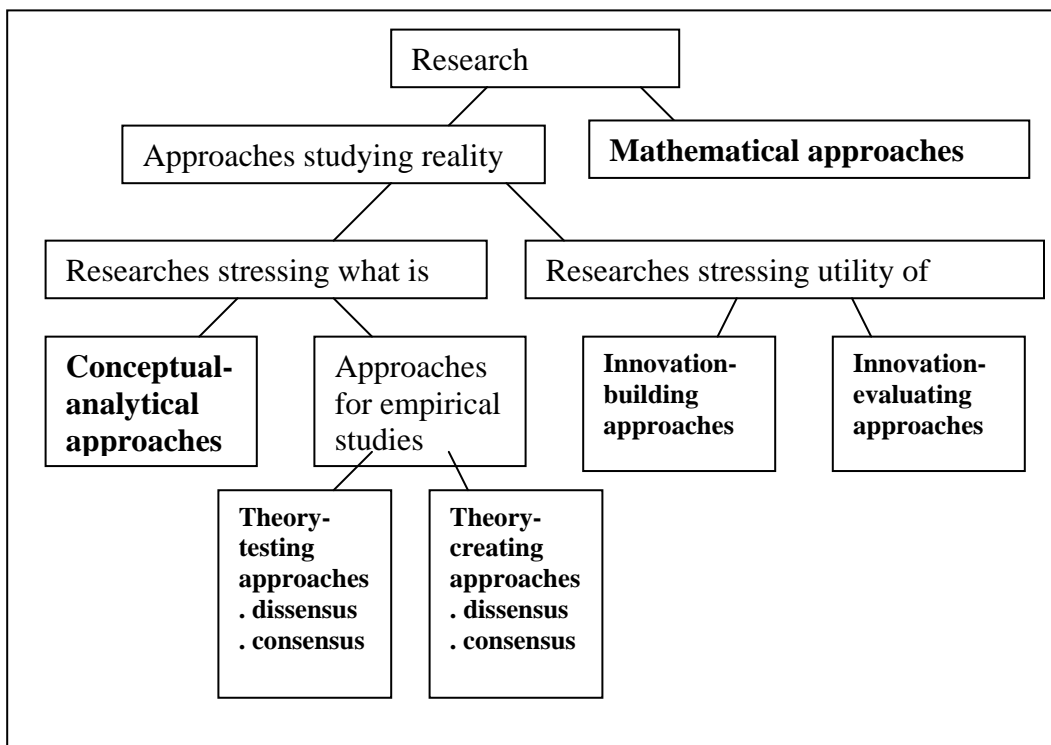 Research
Approaches studying reality
Mathematical approaches
Researches stressing what is
Researches stressing utility of
Conceptual-
analytical
approaches
Approaches
for empirical
studies
Innovation-
building
approaches
Innovation-
evaluating
approaches
Theory-
testing
approaches
. dissensus
. consensus
Theory-
creating
approaches
. dissensus
. consensus